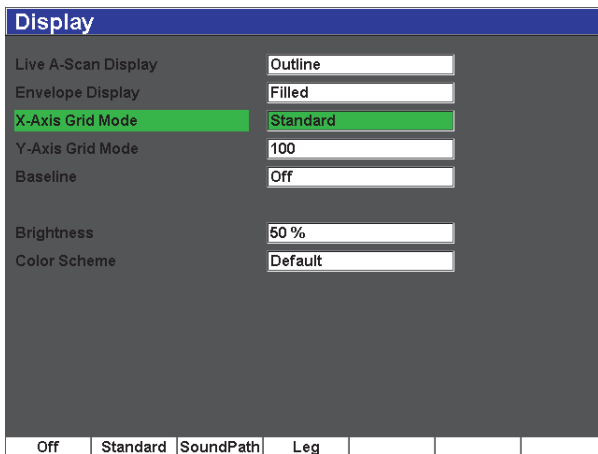 Display
Live A-Scan Display Outline
Envelope Display Filled
X-Axis Grid Mode Standard
Y-Axis Grid Mode 100
Baseline Off
Brightness 50 %
Color Scheme Default
Off Standard SoundPath Leg